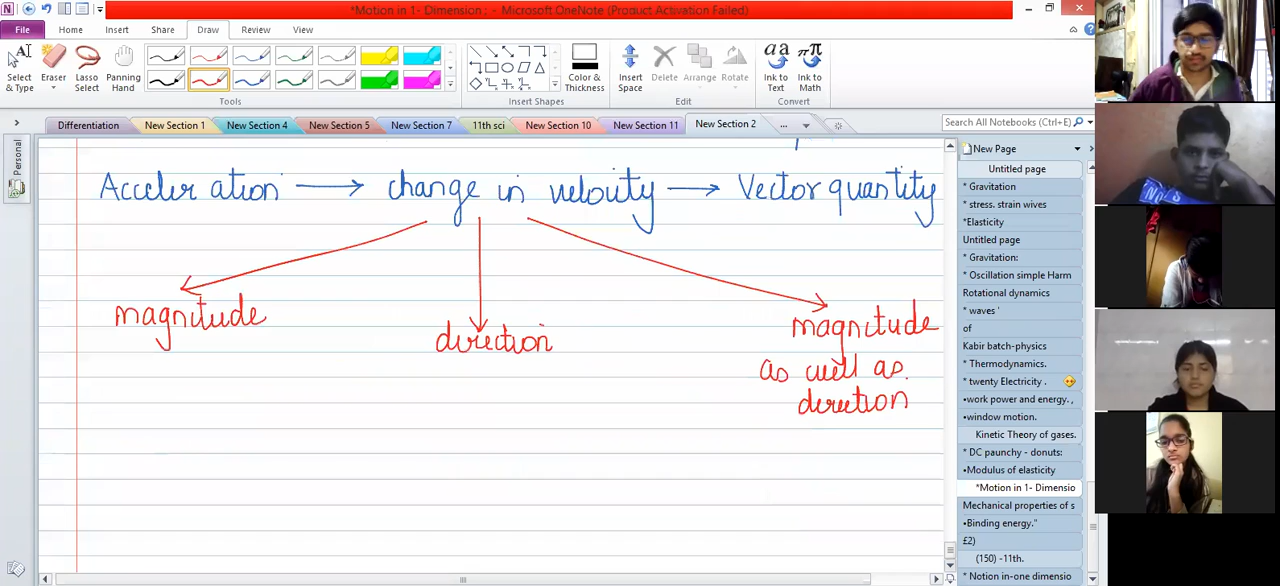 *Motion in 1- Dimension : - Microsoft OneNote (Product Activation Failed)
File Home Insert Share Draw Review View
Select & Type
Eraser
Lasso Select
Panning Hand
Color & Thickness
Insert Space
Delete
Arrange
Rotate
Ink to Text
Ink to Math
Tools
Insert Shapes
Edit
Convert
Differentiation New Section 1 New Section 4 New Section 5 New Section 7 11th sci New Section 10 New Section 11 New Section 2 ...
Search All Notebooks (Ctrl+E)
Personal
Acceleration → change in velocity → Vector quantity
magnitude
direction
magnitude
as well as
direction
New Page
Untitled page
* Gravitation
* stress. strain wives
*Elasticity
Untitled page
* Gravitation:
* Oscillation simple Harm
Rotational dynamics
* waves '
of
Kabir batch-physics
* Thermodynamics.
* twenty Electricity .
•work power and energy. ,
•window motion.
Kinetic Theory of gases.
* DC paunchy - donuts:
•Modulus of elasticity
*Motion in 1- Dimensio
Mechanical properties of s
•Binding energy."
£2)
(150) -11th.
* Notion in-one dimensio